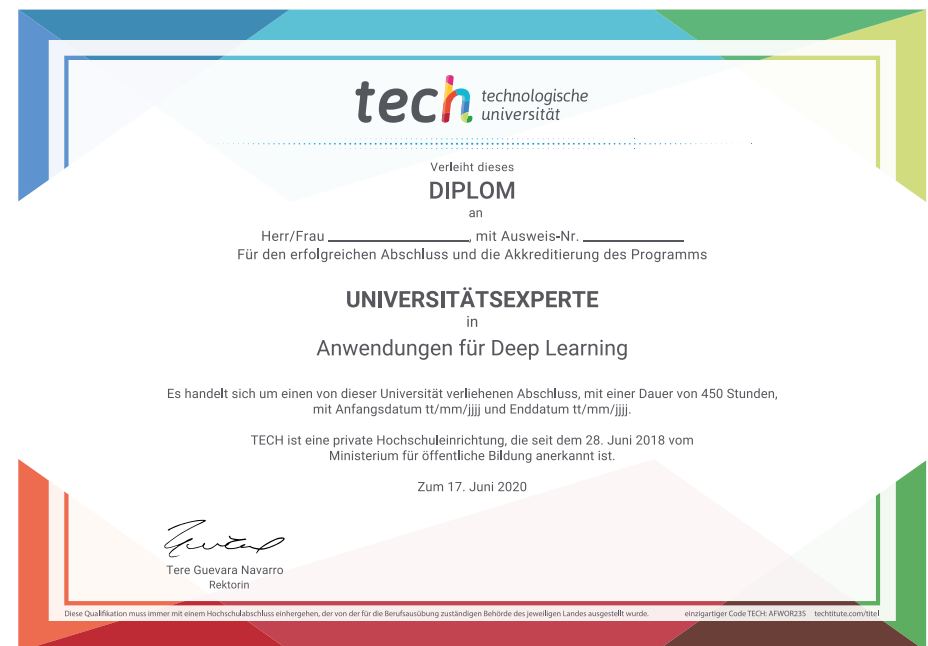 tech technologische
universität
Verleiht dieses
DIPLOM
an
Herr/Frau ____________________, mit Ausweis-Nr. ______________
Für den erfolgreichen Abschluss und die Akkreditierung des Programms
UNIVERSITÄTSEXPERTE
in
Anwendungen für Deep Learning
Es handelt sich um einen von dieser Universität verliehenen Abschluss, mit einer Dauer von 450 Stunden,
mit Anfangsdatum tt/mm/jjjj und Enddatum tt/mm/jjjj.
TECH ist eine private Hochschuleinrichtung, die seit dem 28. Juni 2018 vom
Ministerium für öffentliche Bildung anerkannt ist.
Zum 17. Juni 2020
Tere Guevara Navarro
Rektorin
Diese Qualifikation muss immer mit einem Hochschulabschluss einhergehen, der von der für die Berufsausübung zuständigen Behörde des jeweiligen Landes ausgestellt wurde. einzigartiger Code TECH: AFWOR23S techtitute.com/titel